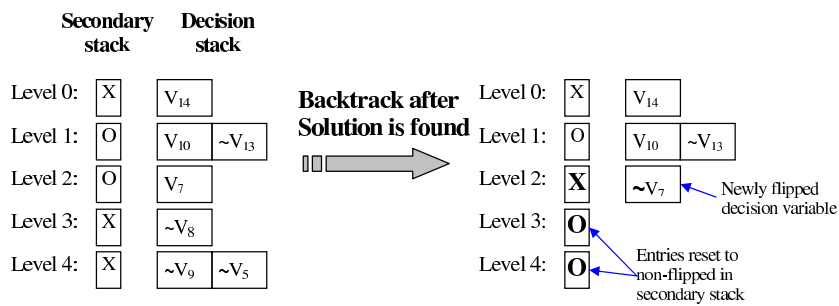 Secondary stack
Decision stack
Level 0: X V14
Level 1: O V10 ~V13
Level 2: O V7
Level 3: X ~V8
Level 4: X ~V9 ~V5
Backtrack after
Solution is found
Level 0: X V14
Level 1: O V10 ~V13
Level 2: X ~V7
Level 3: O
Level 4: O
Newly flipped
decision variable
Entries reset to
non-flipped in
secondary stack